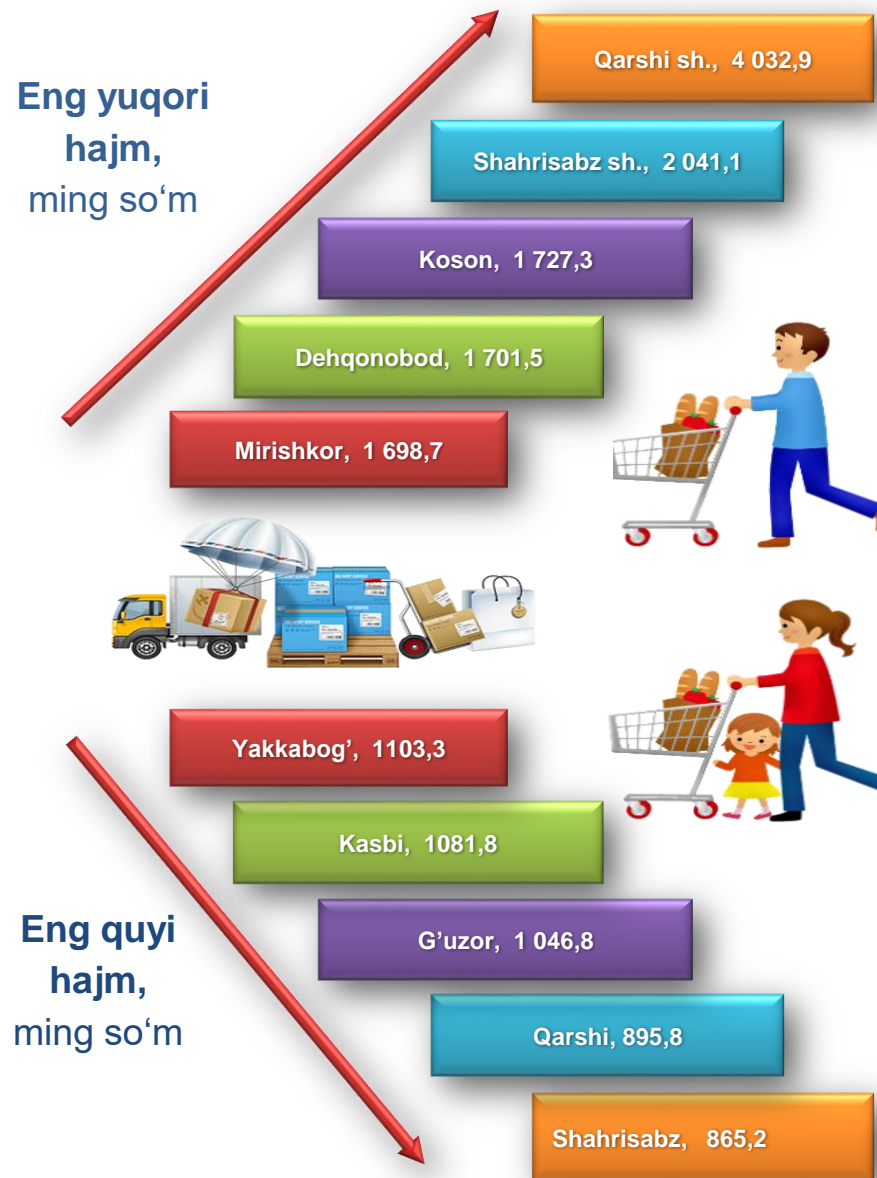 Eng yuqori
hajm,
ming so‘m
Qarshi sh., 4 032,9
Shahrisabz sh., 2 041,1
Koson, 1 727,3
Dehqonobod, 1 701,5
Mirishkor, 1 698,7
Yakkabog’, 1103,3
Kasbi, 1081,8
G’uzor, 1 046,8
Eng quyi
hajm,
ming so‘m
Qarshi, 895,8
Shahrisabz, 865,2